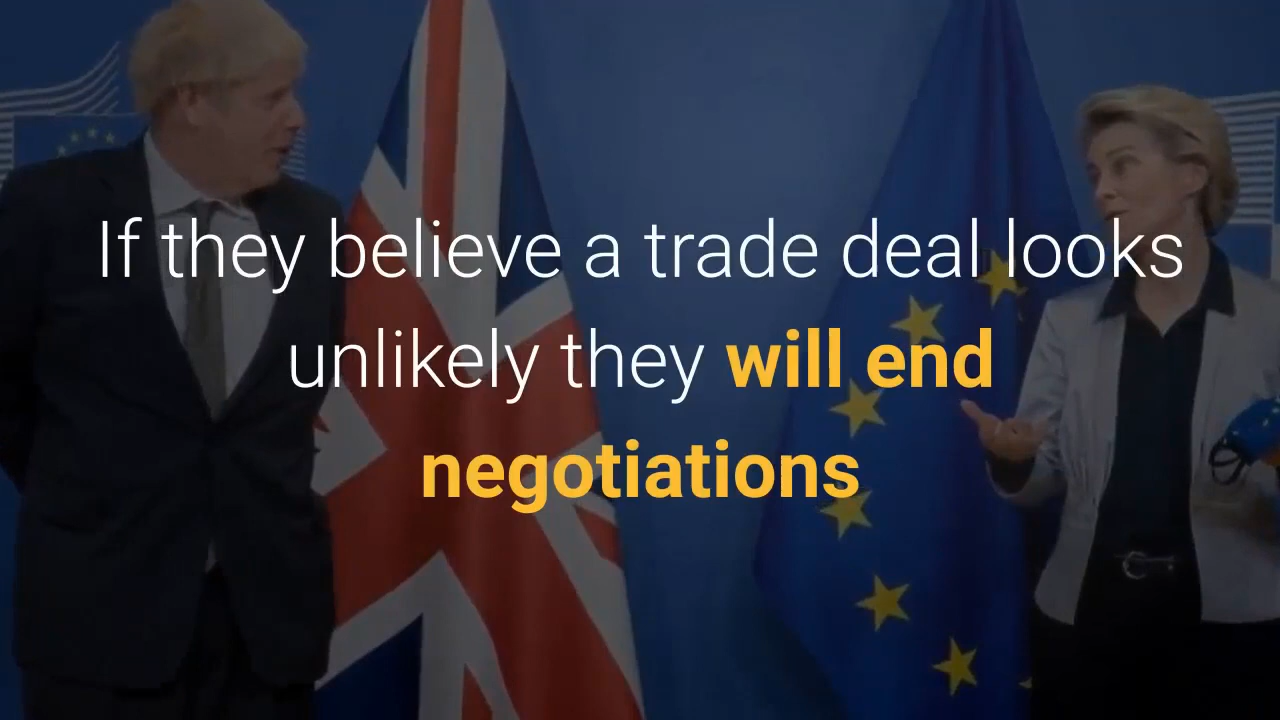 If they believe a trade deal looks
unlikely they will end
negotiations